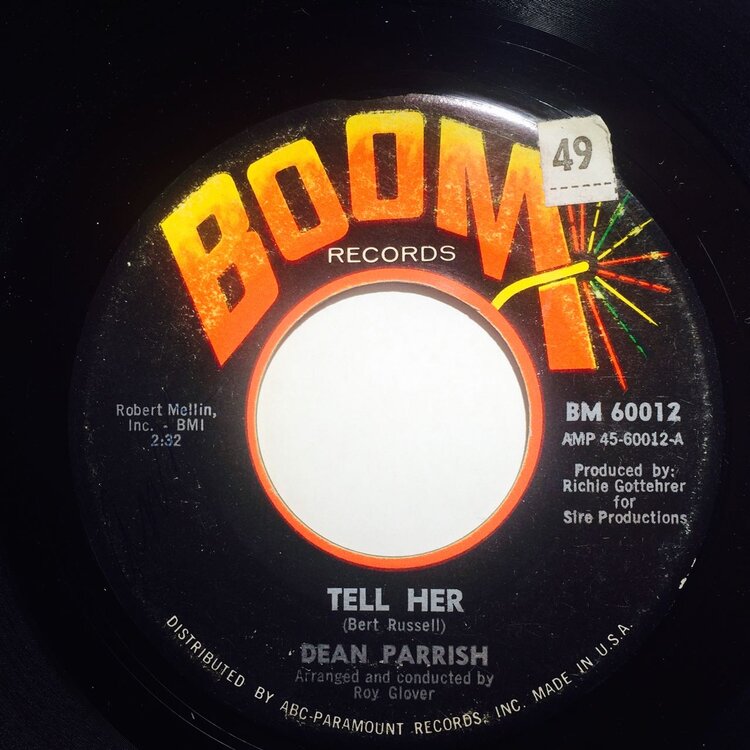 BOOM
49
RECORDS
Robert Mellin,
Inc. - BMI
2:32
BM 60012
AMP 45-60012-A
Produced by:
Richie Gottehrer
for
Sire Productions
TELL HER
(Bert Russell)
DEAN PARRISH
Arranged and conducted by
Roy Glover
DISTRIBUTED BY ABC-PARAMOUNT RECORDS, INC. MADE IN U.S.A.